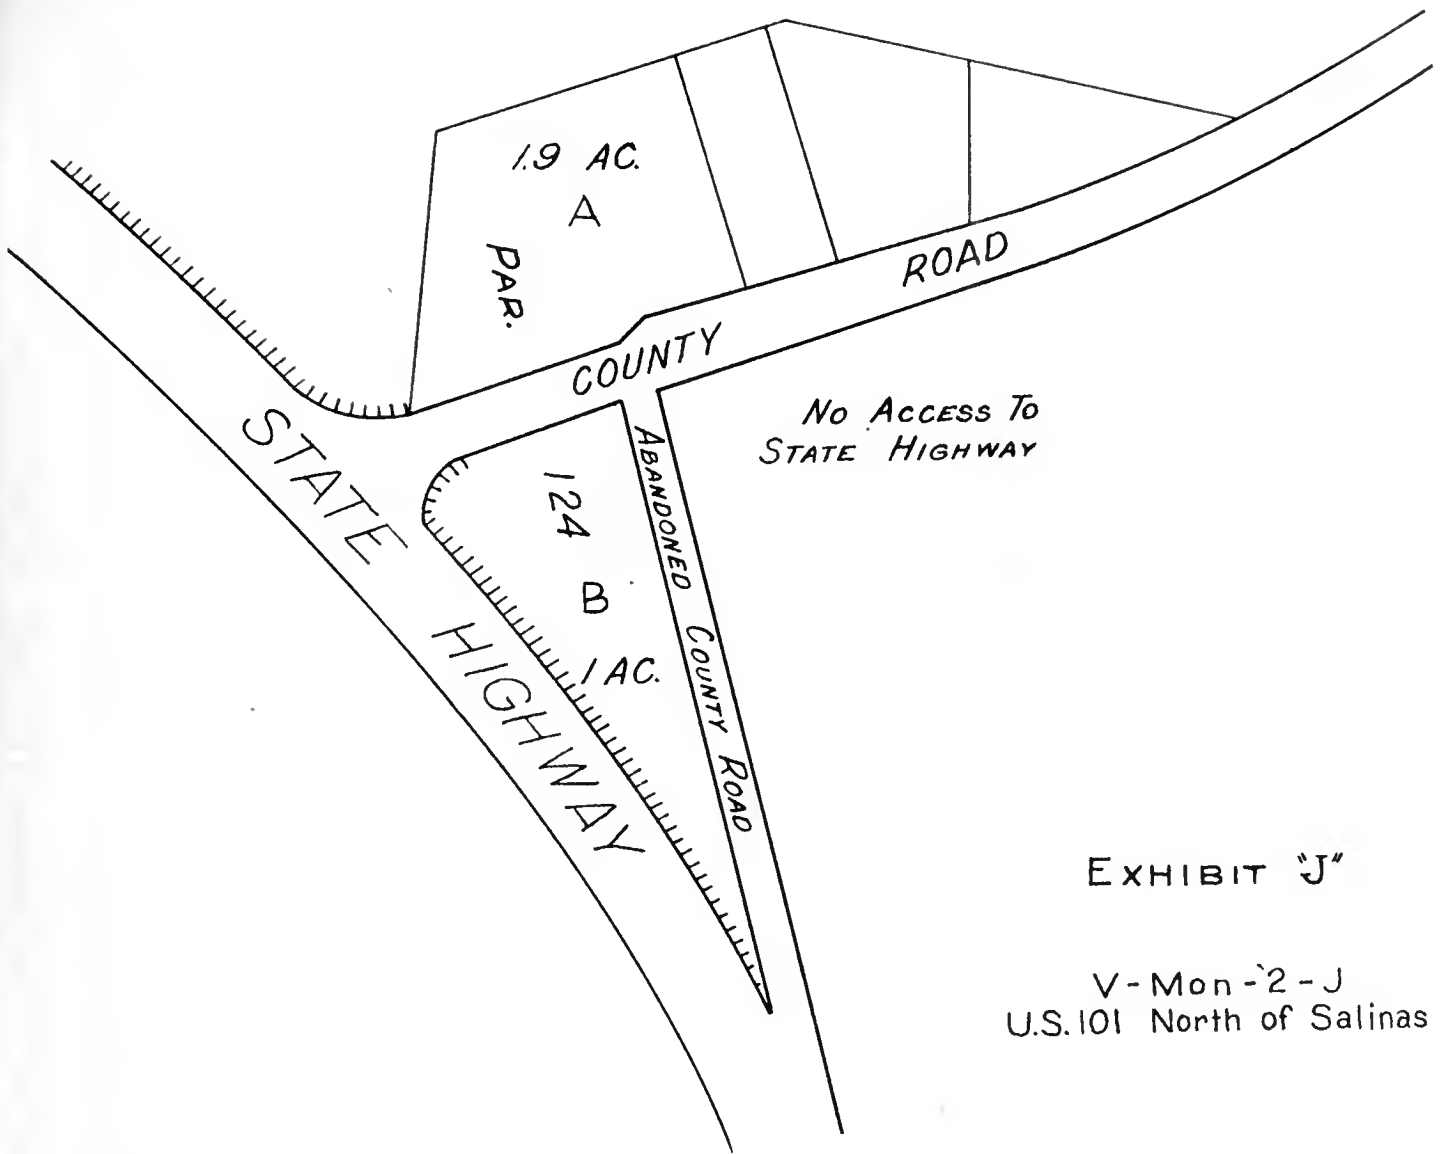 1.9 AC.
A
PAR.
COUNTY ROAD
STATE HIGHWAY
No Access To
State Highway
124
B
1 AC.
Abandoned County Road
EXHIBIT "J"
V-Mon-2-J
U.S.101 North of Salinas